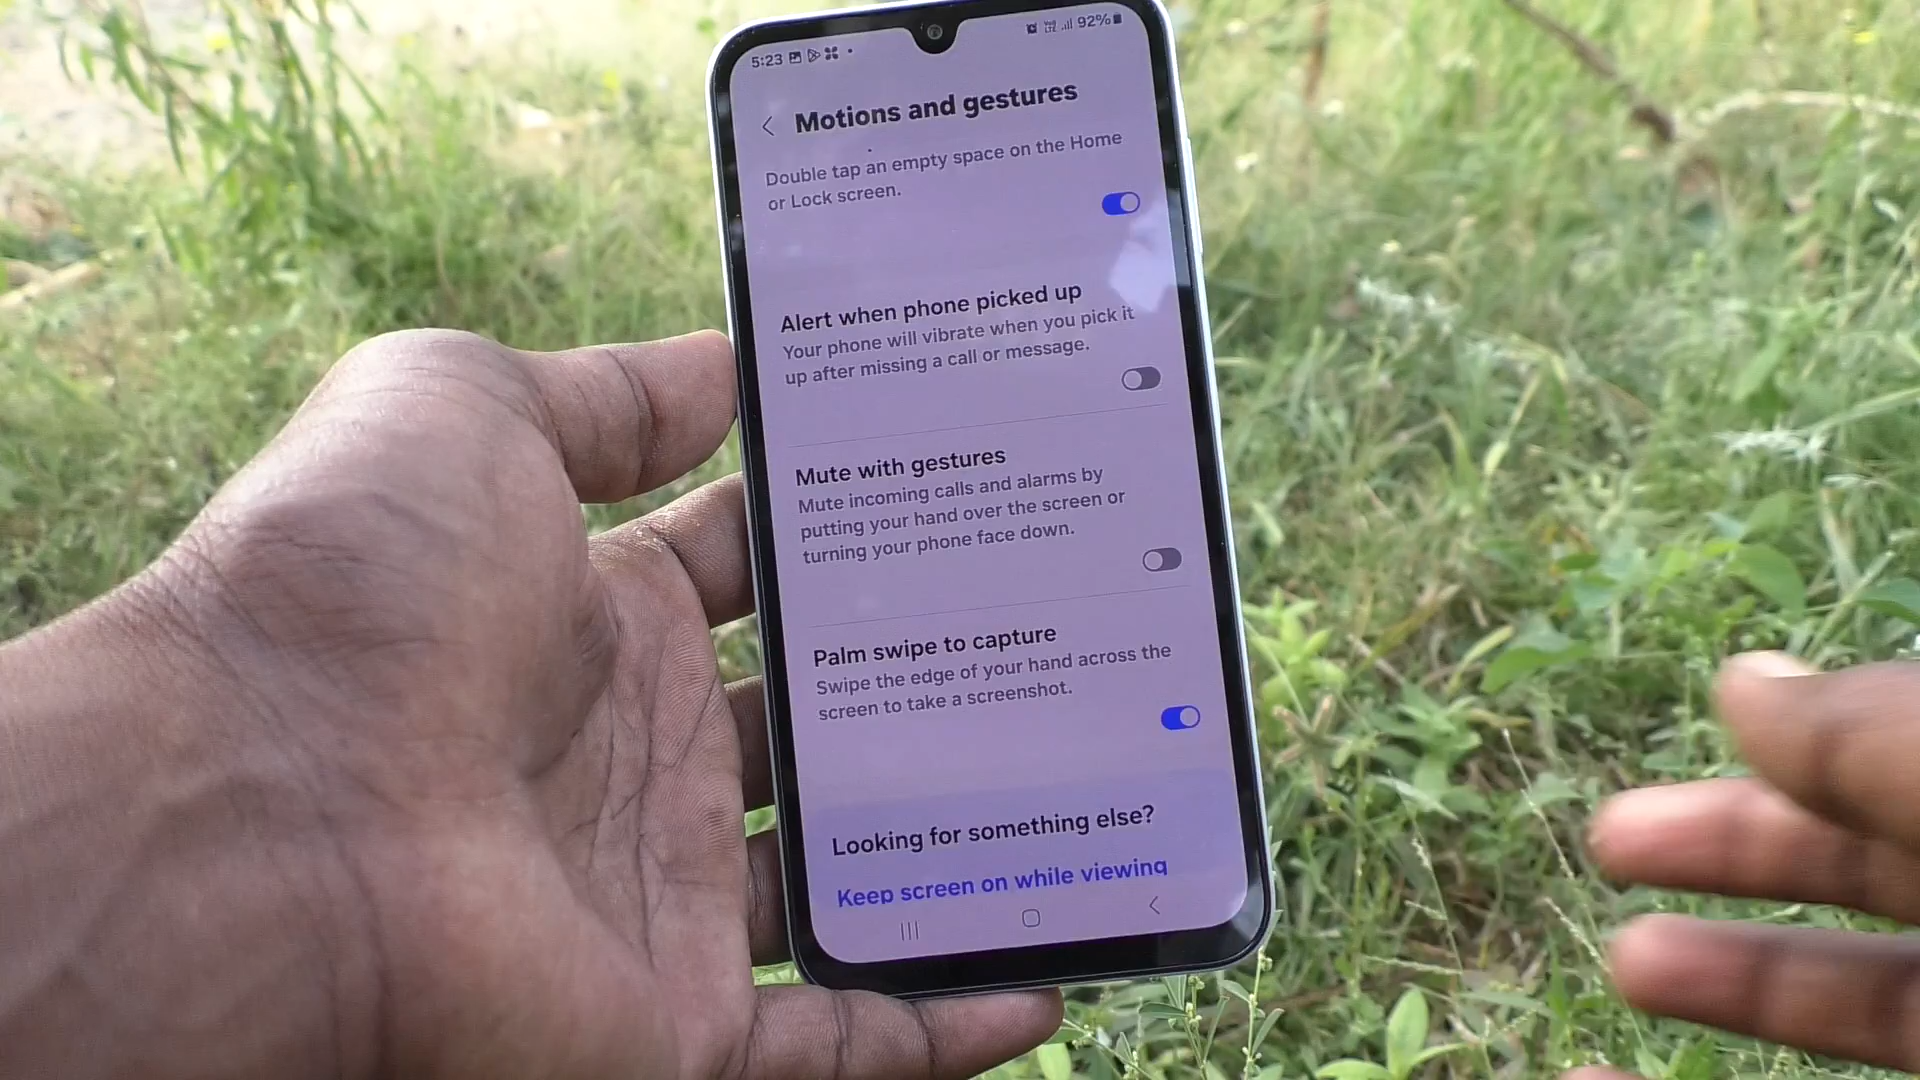 5:23
92%
Motions and gestures
Double tap an empty space on the Home
or Lock screen.
Alert when phone picked up
Your phone will vibrate when you pick it
up after missing a call or message.
Mute with gestures
Mute incoming calls and alarms by
putting your hand over the screen or
turning your phone face down.
Palm swipe to capture
Swipe the edge of your hand across the
screen to take a screenshot.
Looking for something else?
Keep screen on while viewing